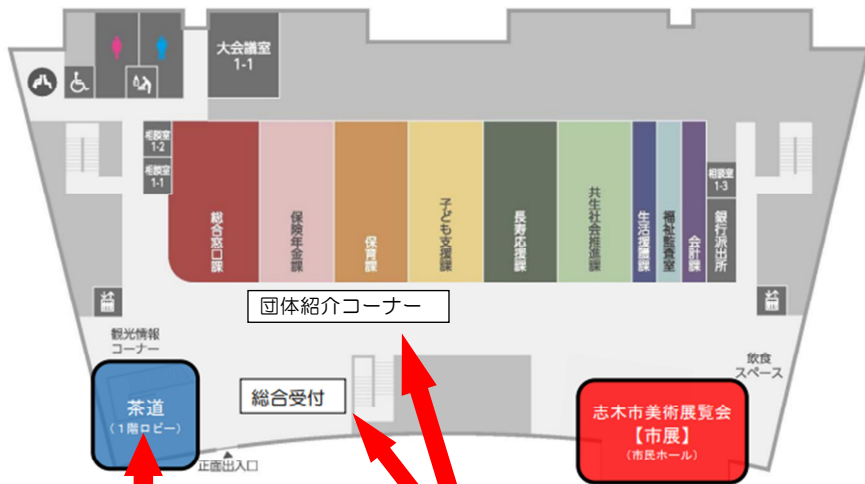 大会議室
1-1
相談室
1-2
相談室
1-1
総合窓口課
保険年金課
保育課
子ども支援課
長寿応援課
共生社会推進課
生活援護課
福祉監査室
会計課
相談室
1-3
銀行派出所
団体紹介コーナー
観光情報
コーナー
茶道
(1階ロビー)
総合受付
正面出入口
飲食
スペース
志木市美術展覧会
【市展】
(市民ホール)